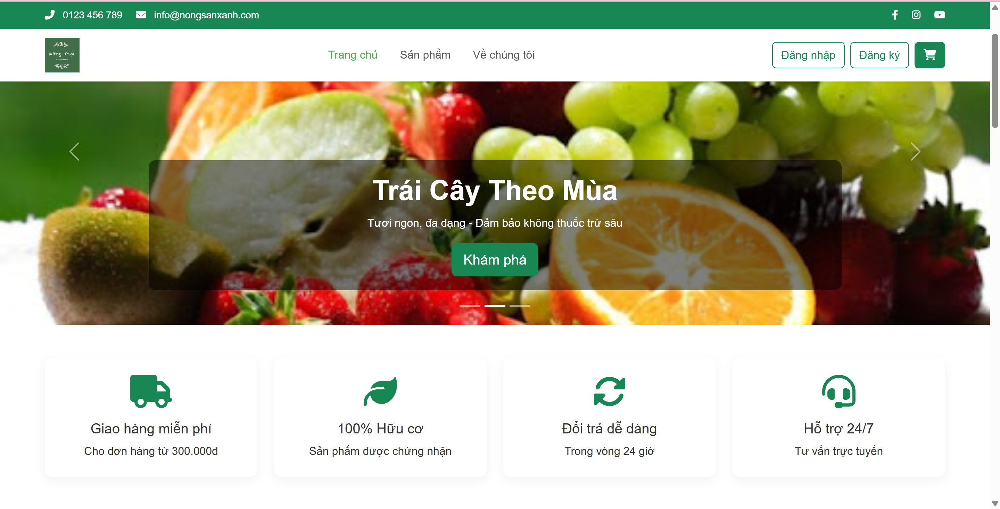 0123 456 789 info@nongsanxanh.com
Nông Trại
Trang chủ Sản phẩm Về chúng tôi Đăng nhập Đăng ký
Trái Cây Theo Mùa
Tươi ngon, đa dạng - Đảm bảo không thuốc trừ sâu
Khám phá
Giao hàng miễn phí
Cho đơn hàng từ 300.000đ
100% Hữu cơ
Sản phẩm được chứng nhận
Đổi trả dễ dàng
Trong vòng 24 giờ
Hỗ trợ 24/7
Tư vấn trực tuyến